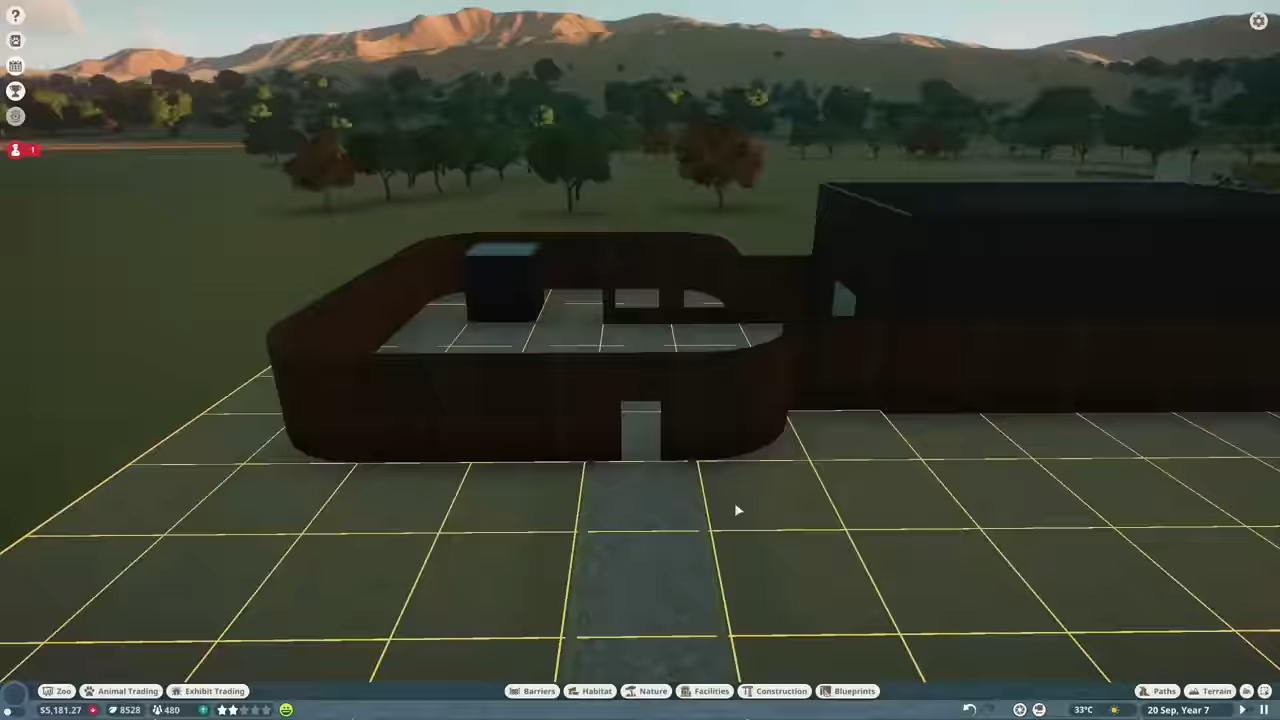 ?
1
Zoo
Animal Trading
Exhibit Trading
Barriers
Habitat
Nature
Facilities
Construction
Blueprints
Paths
Terrain
$5,181.27
8528
480
33°C
20 Sep, Year 7